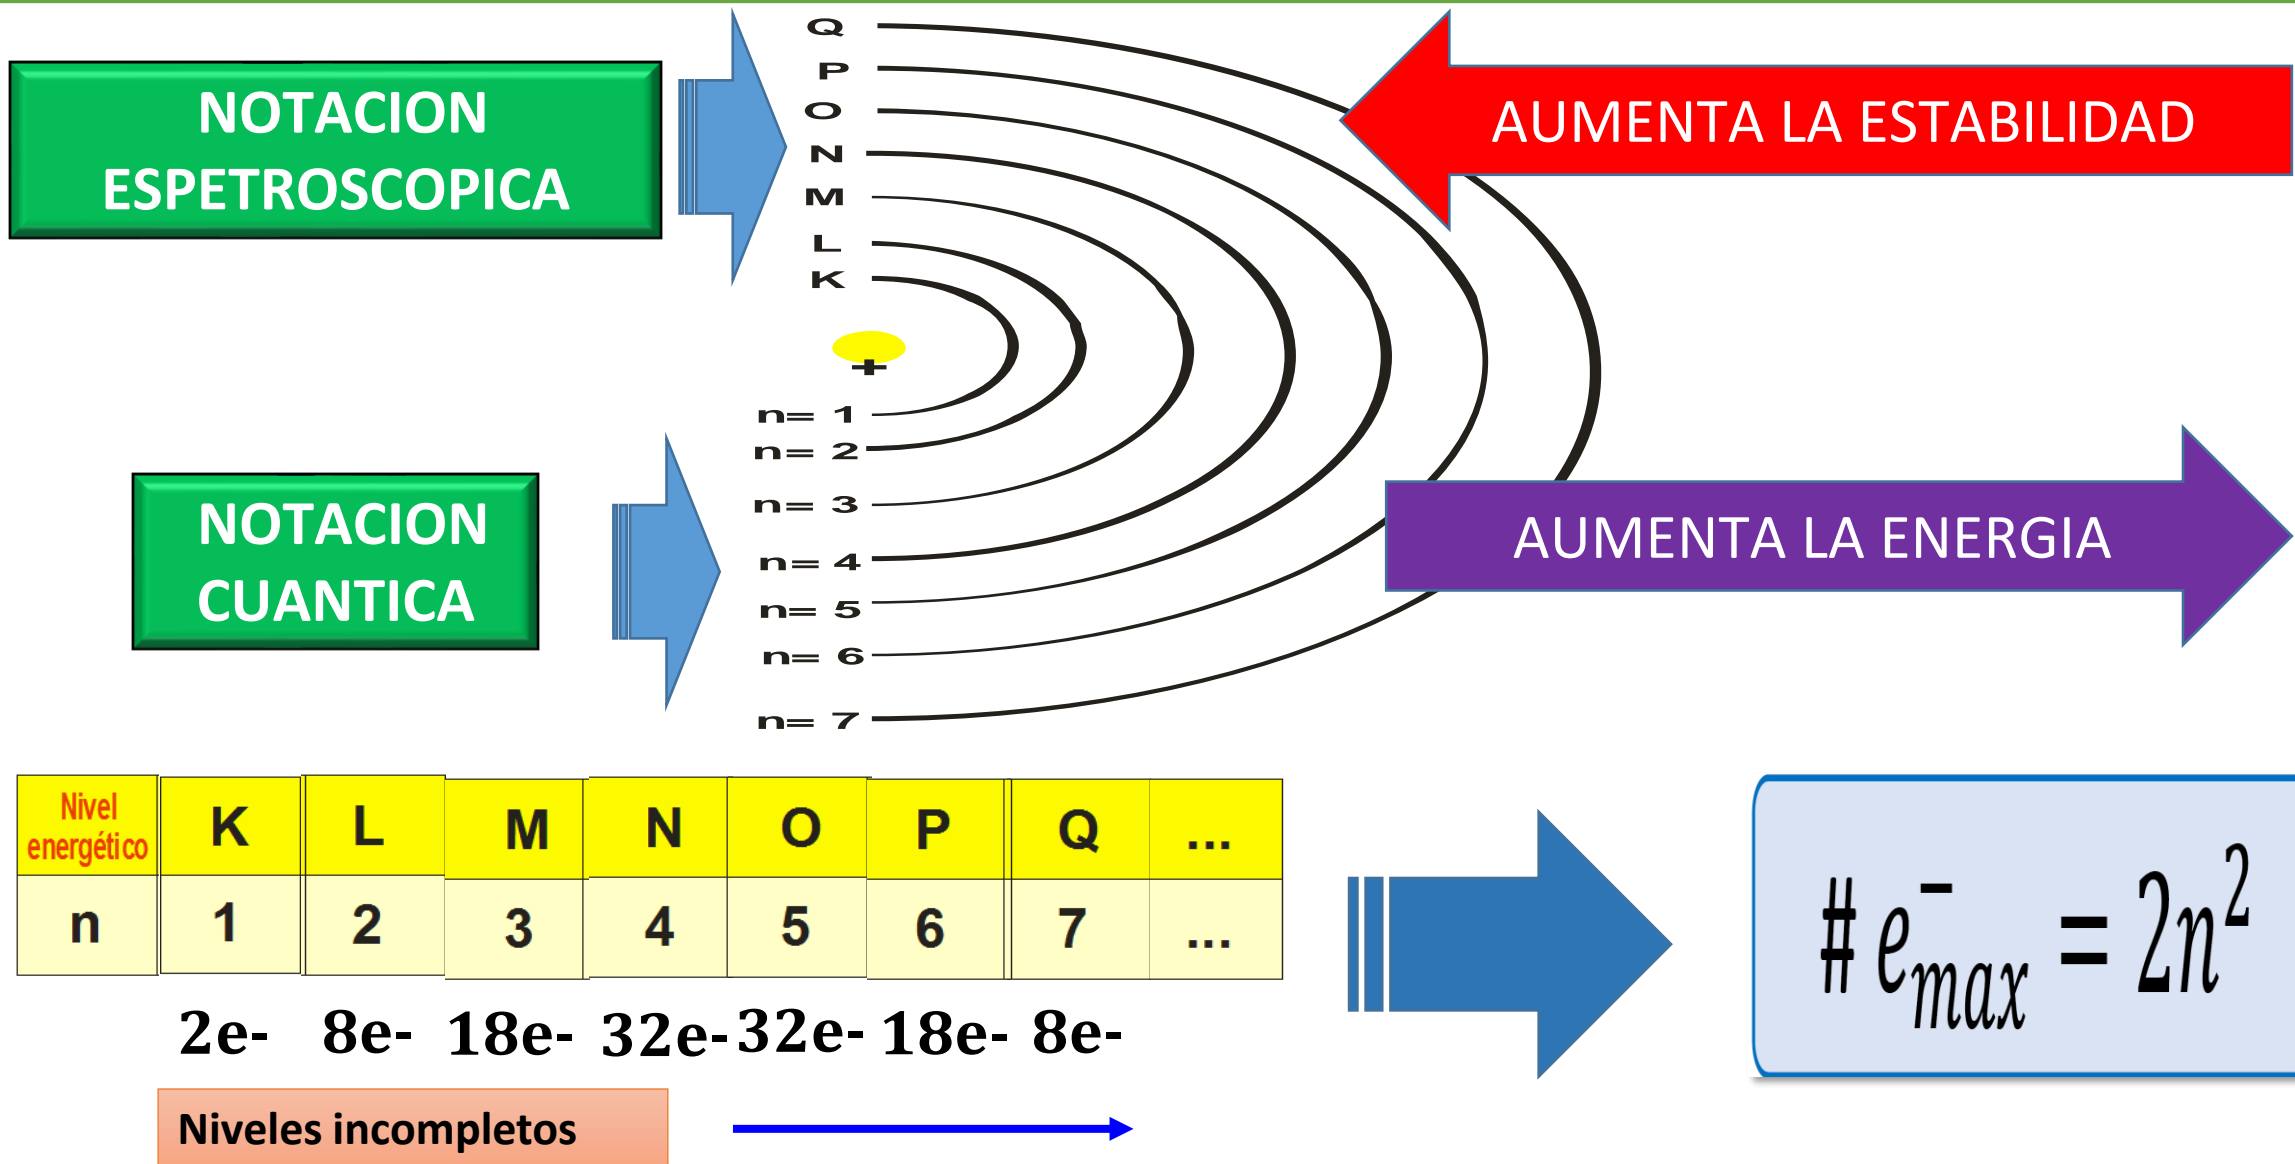 NOTACION
ESPETROSCOPICA
Q
P
O
N
M
L
K
AUMENTA LA ESTABILIDAD
+
n= 1
n= 2
n= 3
n= 4
n= 5
n= 6
n= 7
NOTACION
CUANTICA
AUMENTA LA ENERGIA
Nivel energético K L M N O P Q ...
n 1 2 3 4 5 6 7 ...
2e- 8e- 18e- 32e- 32e- 18e- 8e-
# e⁻max = 2n²
Niveles incompletos